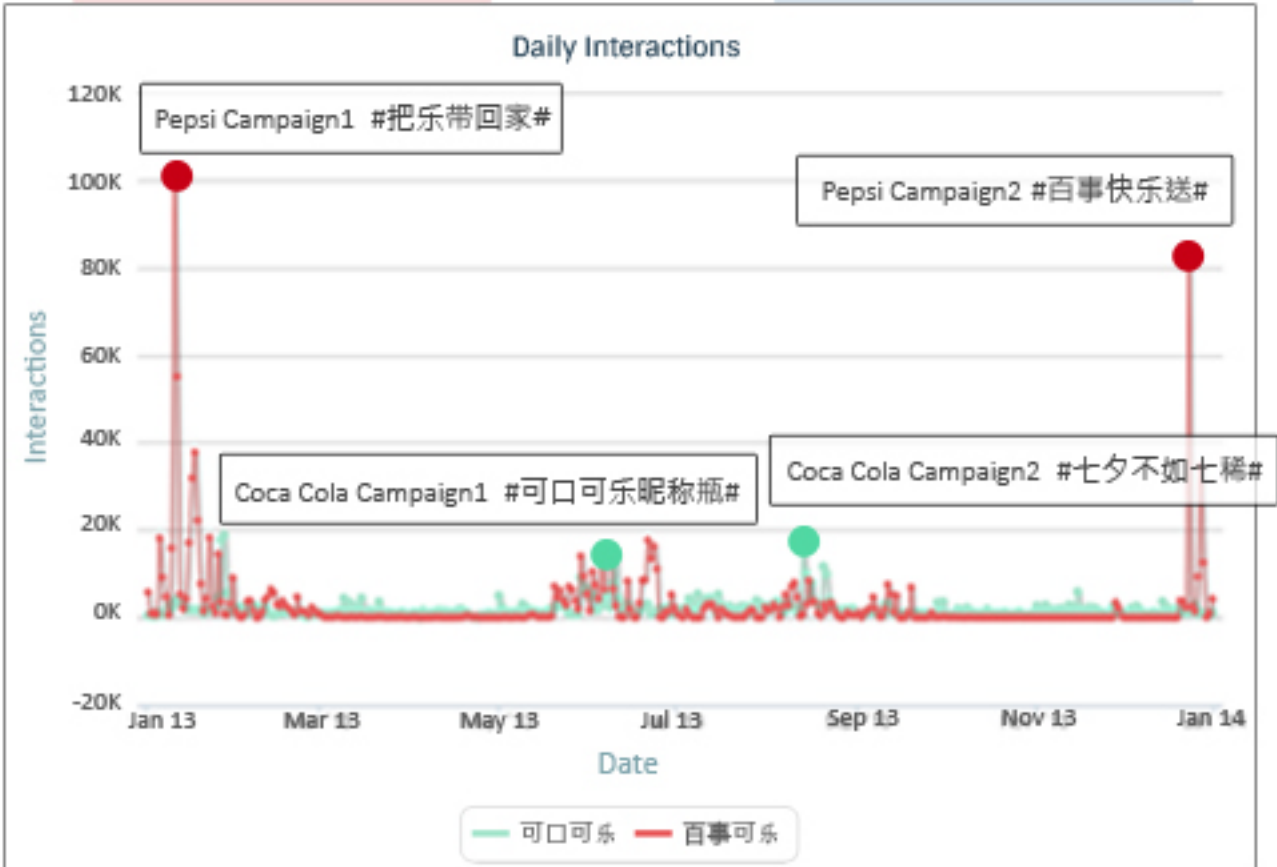 Daily Interactions
120K
Pepsi Campaign1 #把乐带回家#
100K
Pepsi Campaign2 #百事快乐送#
80K
60K
Interactions
40K
Coca Cola Campaign2 #七夕不如七稀#
Coca Cola Campaign1 #可口可乐昵称瓶#
20K
0K
-20K
Jan 13 Mar 13 May 13 Jul 13 Sep 13 Nov 13 Jan 14
Date
可口可乐 百事可乐